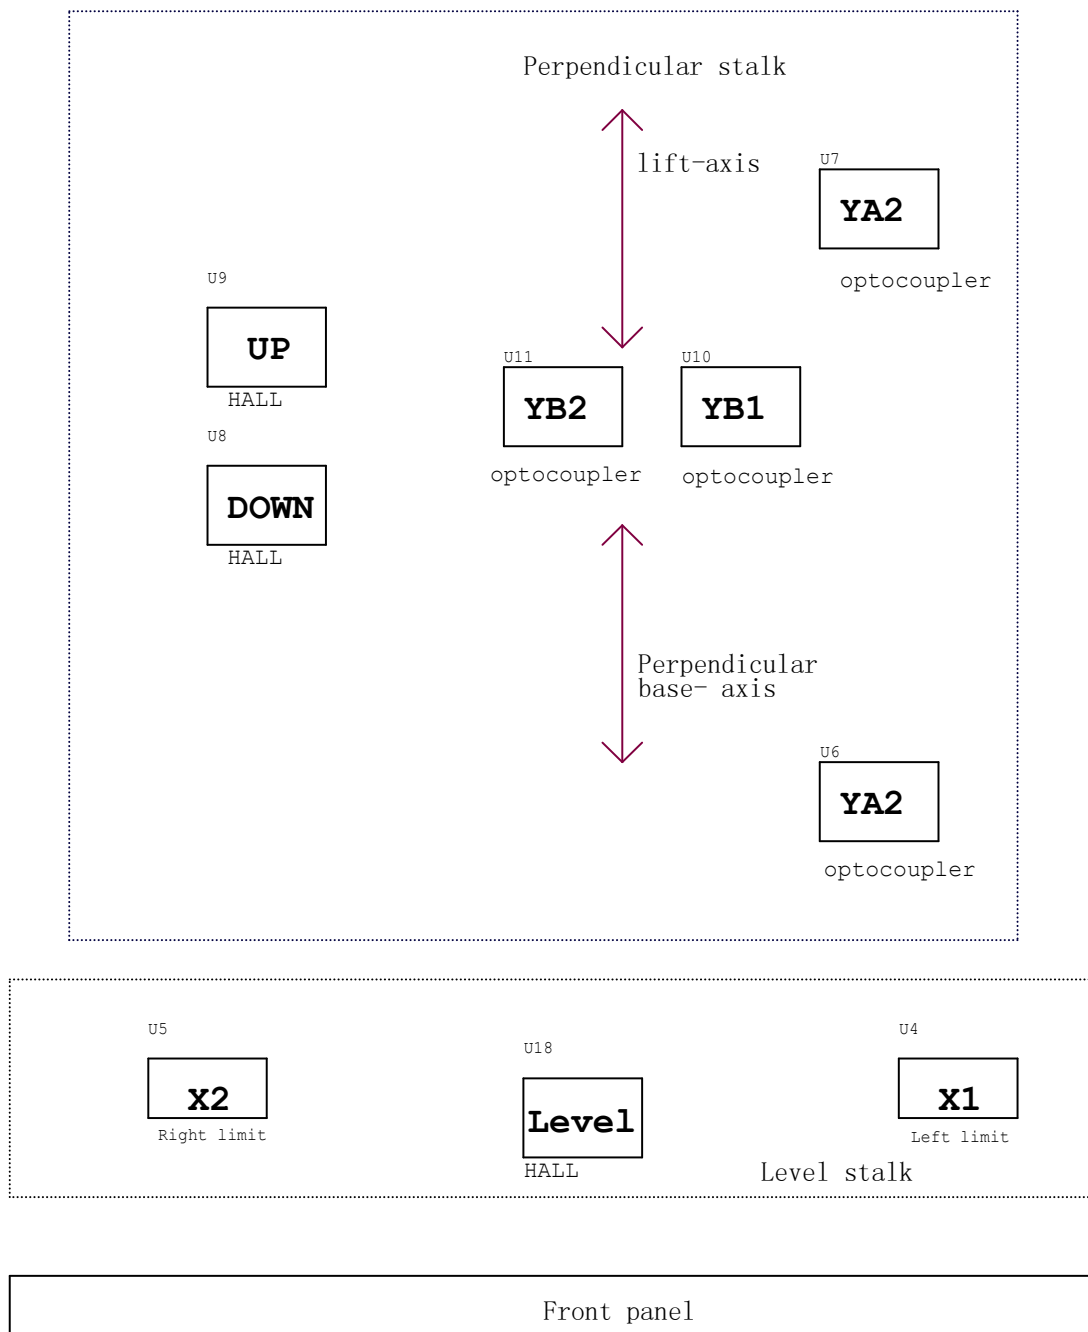 Perpendicular stalk
lift-axis
U7
YA2
optocoupler
U9
UP
HALL
U11
YB2
optocoupler
U10
YB1
optocoupler
U8
DOWN
HALL
Perpendicular
base- axis
U6
YA2
optocoupler
U5
X2
Right limit
U18
Level
HALL
U4
X1
Left limit
Level stalk
Front panel